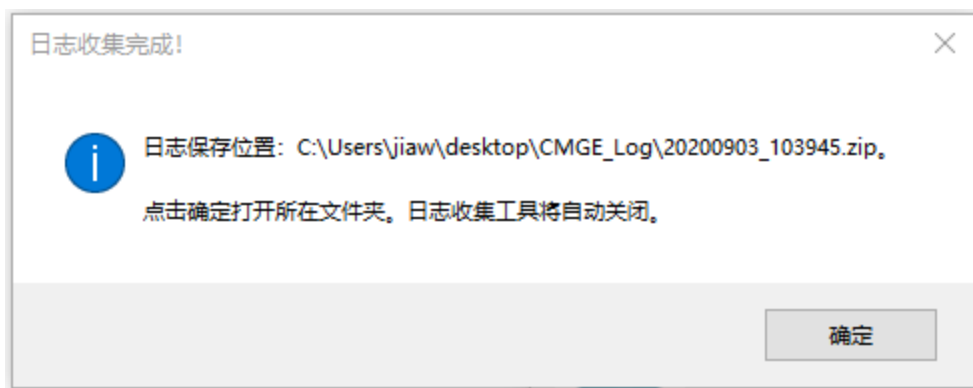 日志收集完成!
日志保存位置：C:\Users\jiaw\desktop\CMGE_Log\20200903_103945.zip。
点击确定打开所在文件夹。日志收集工具将自动关闭。
确定